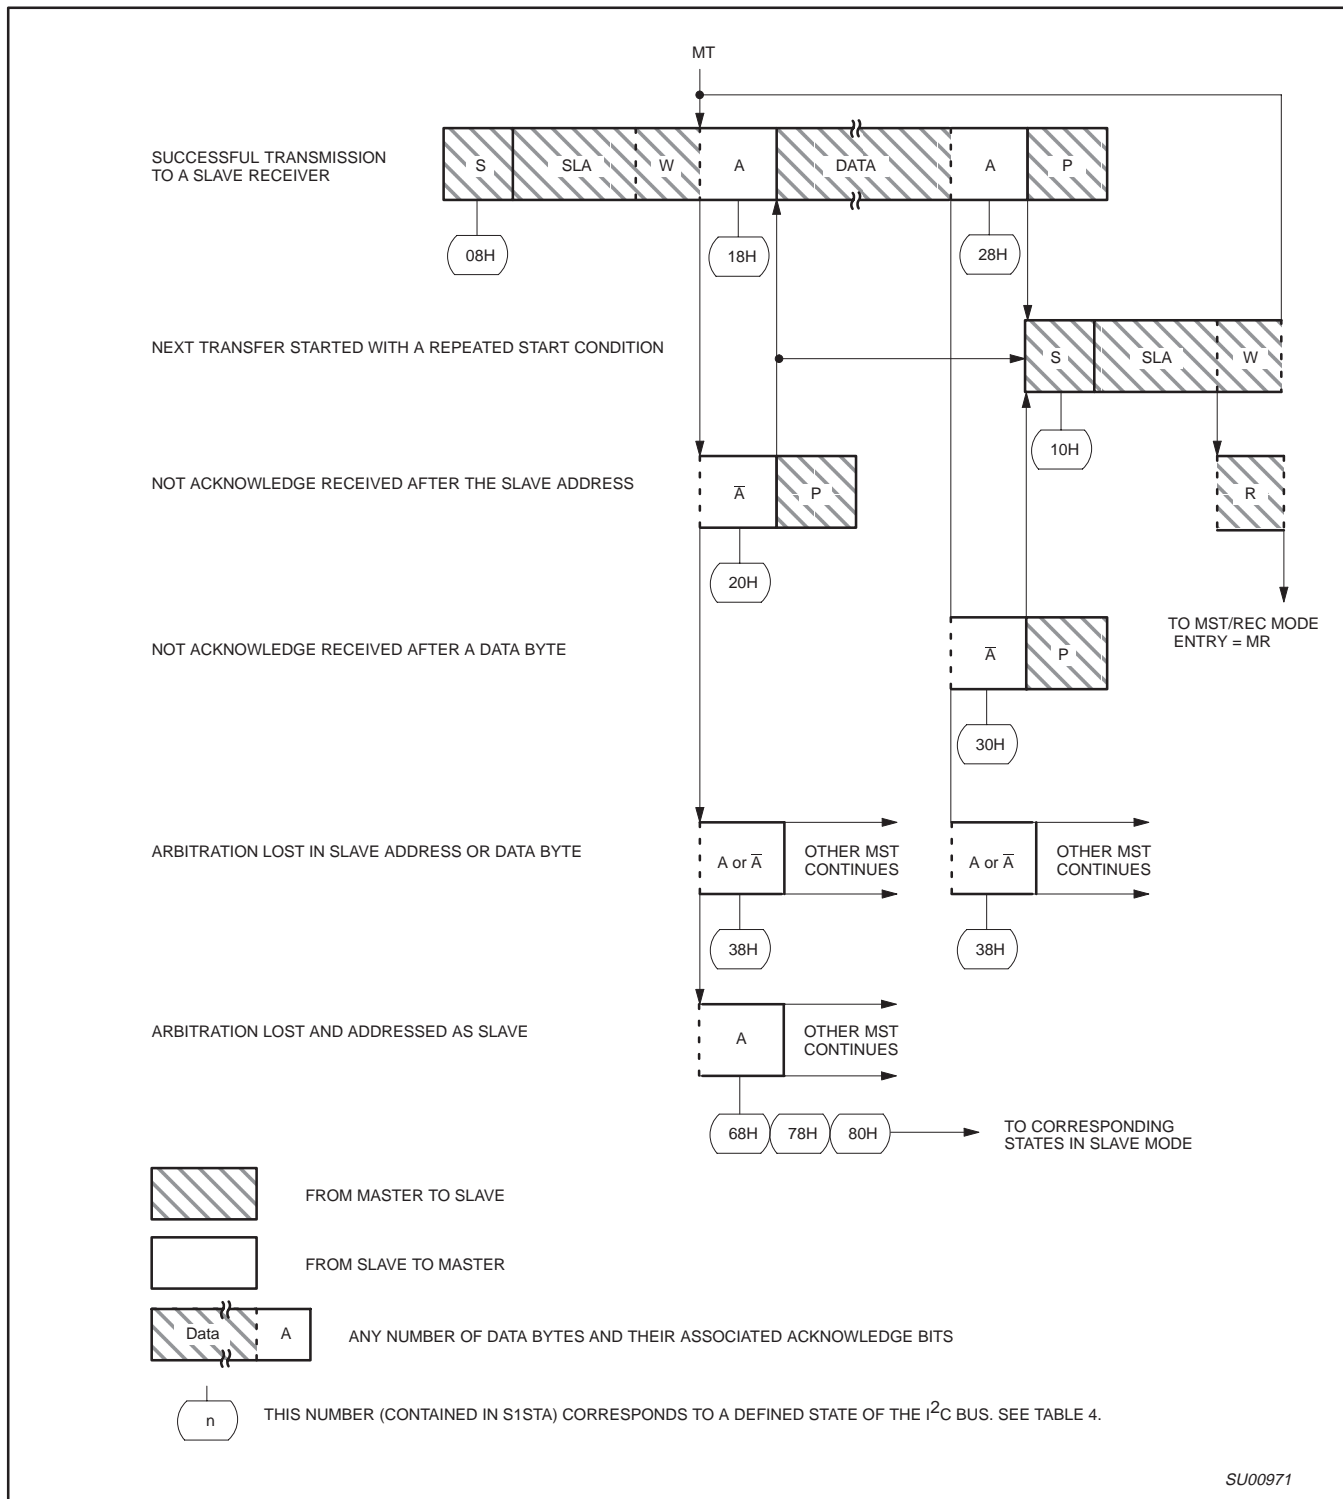 MT
SUCCESSFUL TRANSMISSION
TO A SLAVE RECEIVER
S SLA W A DATA A P
08H 18H 28H
NEXT TRANSFER STARTED WITH A REPEATED START CONDITION
S SLA W
10H
NOT ACKNOWLEDGE RECEIVED AFTER THE SLAVE ADDRESS
A̅ P
R
20H
TO MST/REC MODE
ENTRY = MR
NOT ACKNOWLEDGE RECEIVED AFTER A DATA BYTE
A̅ P
30H
ARBITRATION LOST IN SLAVE ADDRESS OR DATA BYTE
A or A̅
OTHER MST
CONTINUES
A or A̅
OTHER MST
CONTINUES
38H 38H
ARBITRATION LOST AND ADDRESSED AS SLAVE
A
OTHER MST
CONTINUES
68H 78H 80H
TO CORRESPONDING
STATES IN SLAVE MODE
FROM MASTER TO SLAVE
FROM SLAVE TO MASTER
Data A
ANY NUMBER OF DATA BYTES AND THEIR ASSOCIATED ACKNOWLEDGE BITS
n
THIS NUMBER (CONTAINED IN S1STA) CORRESPONDS TO A DEFINED STATE OF THE I²C BUS. SEE TABLE 4.
SU00971